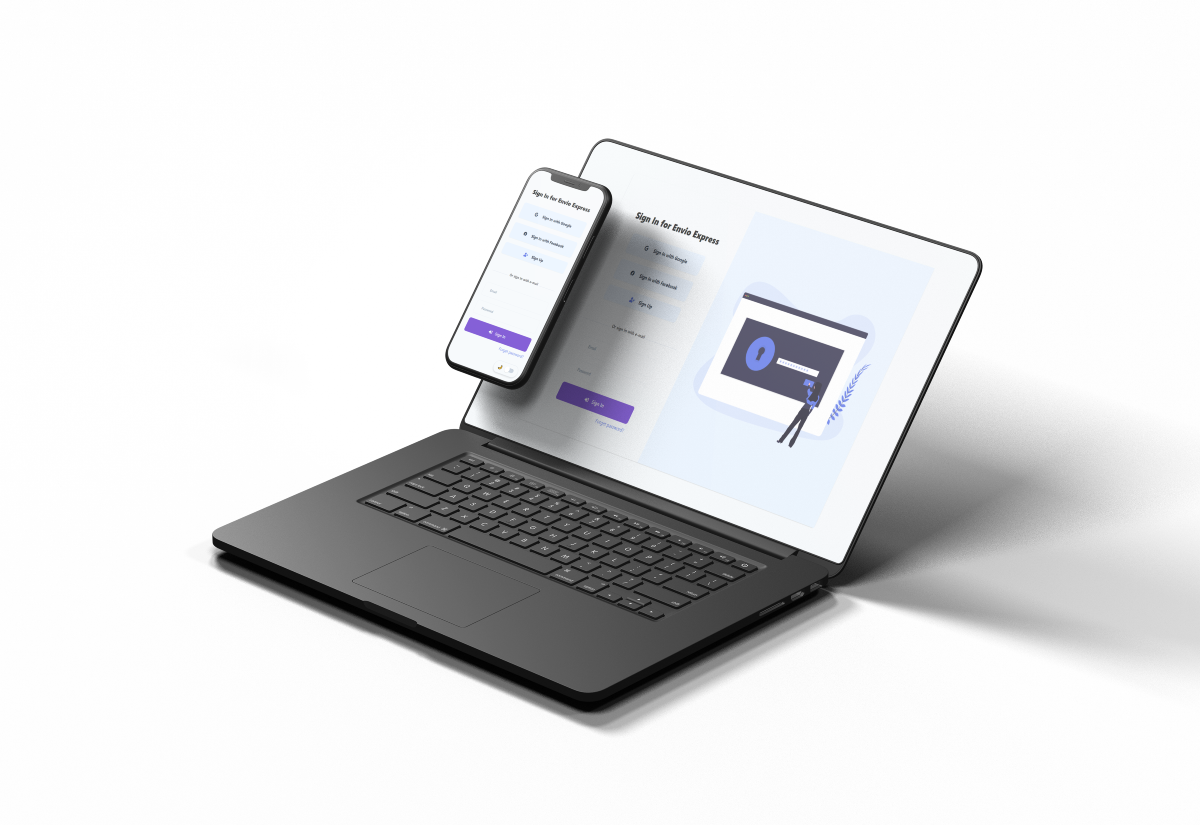 Sign In for Envio Express
Sign In with Google
Sign In with Facebook
Sign Up
Or sign in with e-mail
Email
Password
Sign In
Forgot password?
Sign In for Envio Express
Sign In with Google
Sign In with Facebook
Sign Up
Or sign in with e-mail
Email
Password
Sign In
Forgot password?